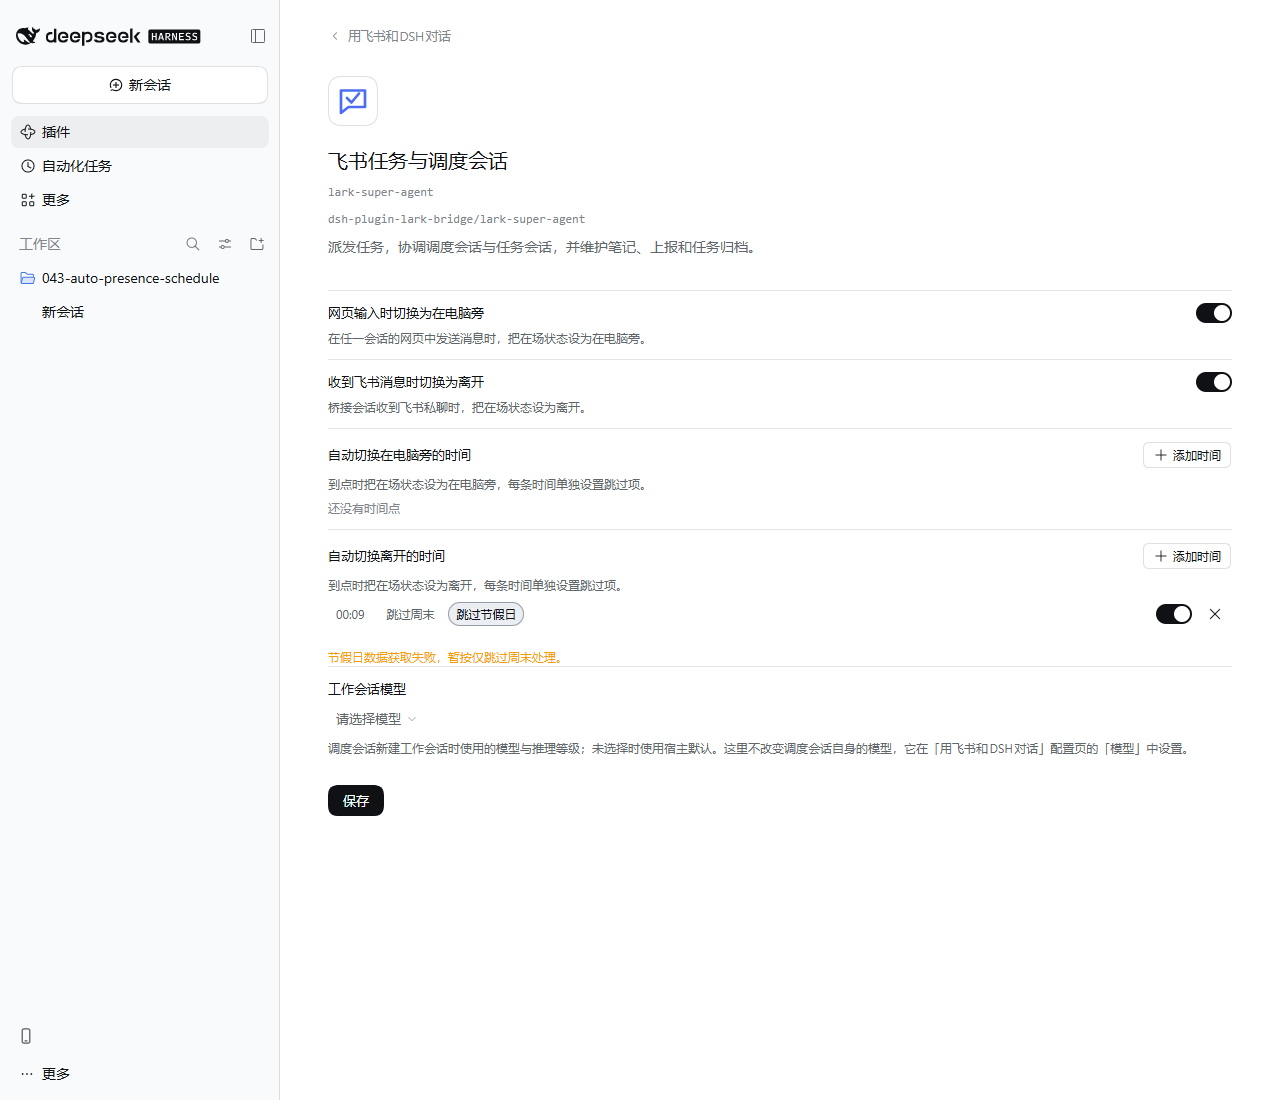 deepseek HARNESS
新会话
插件
自动化任务
更多
工作区
043-auto-presence-schedule
新会话
更多
用飞书和DSH对话
飞书任务与调度会话
lark-super-agent
dsh-plugin-lark-bridge/lark-super-agent
派发任务，协调调度会话与任务会话，并维护笔记、上报和任务归档。
网页输入时切换为在电脑旁
在任一会话的网页中发送消息时，把在场状态设为在电脑旁。
收到飞书消息时切换为离开
桥接会话收到飞书私聊时，把在场状态设为离开。
自动切换在电脑旁的时间
添加时间
到点时把在场状态设为在电脑旁，每条时间单独设置跳过项。
还没有时间点
自动切换离开的时间
添加时间
到点时把在场状态设为离开，每条时间单独设置跳过项。
00:09 跳过周末 跳过节假日
节假日数据获取失败，暂按仅跳过周末处理。
工作会话模型
请选择模型
调度会话新建工作会话时使用的模型与推理等级；未选择时使用宿主默认。这里不改变调度会话自身的模型，它在「用飞书和DSH对话」配置页的「模型」中设置。
保存